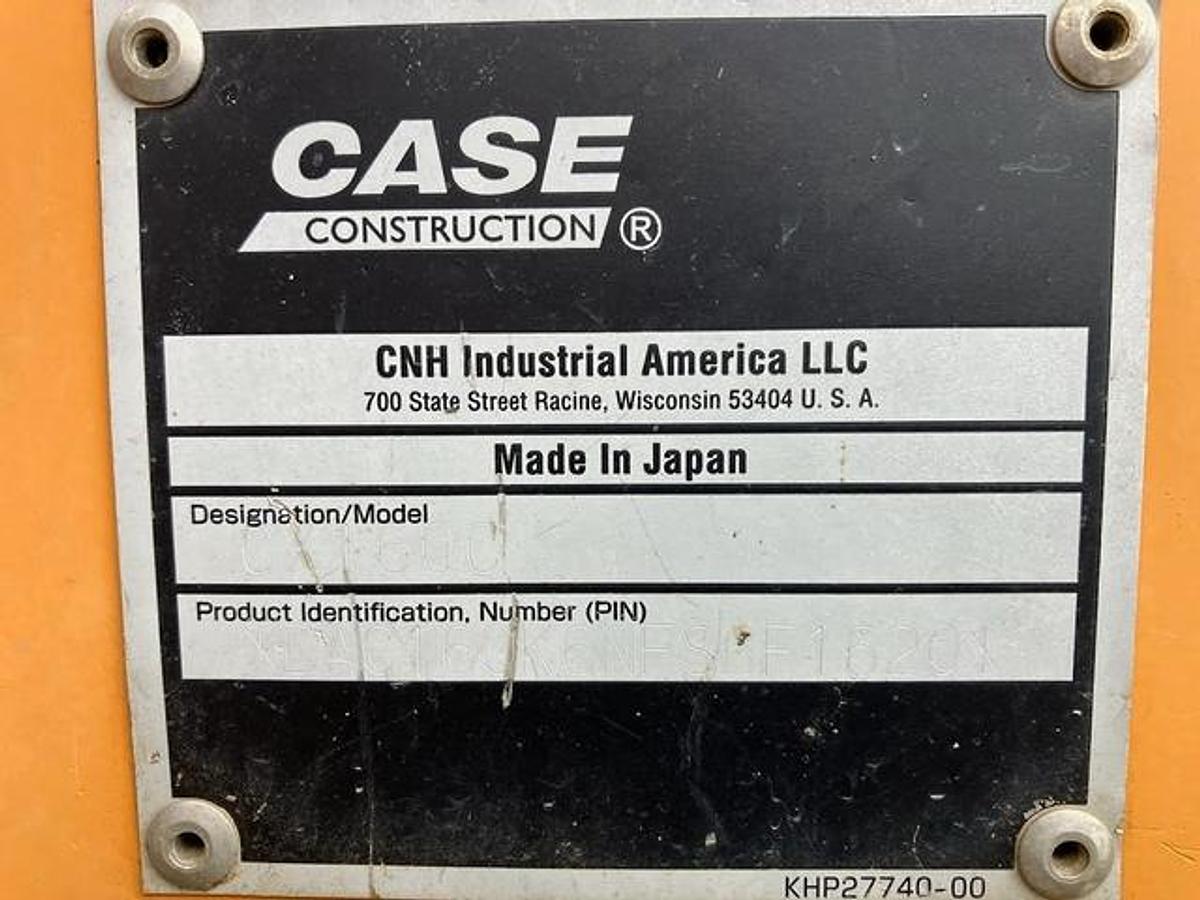 CASE
CONSTRUCTION ®
CNH Industrial America LLC
700 State Street Racine, Wisconsin 53404 U. S. A.
Made In Japan
Designation/Model
Product Identification, Number (PIN)
KHP27740-00